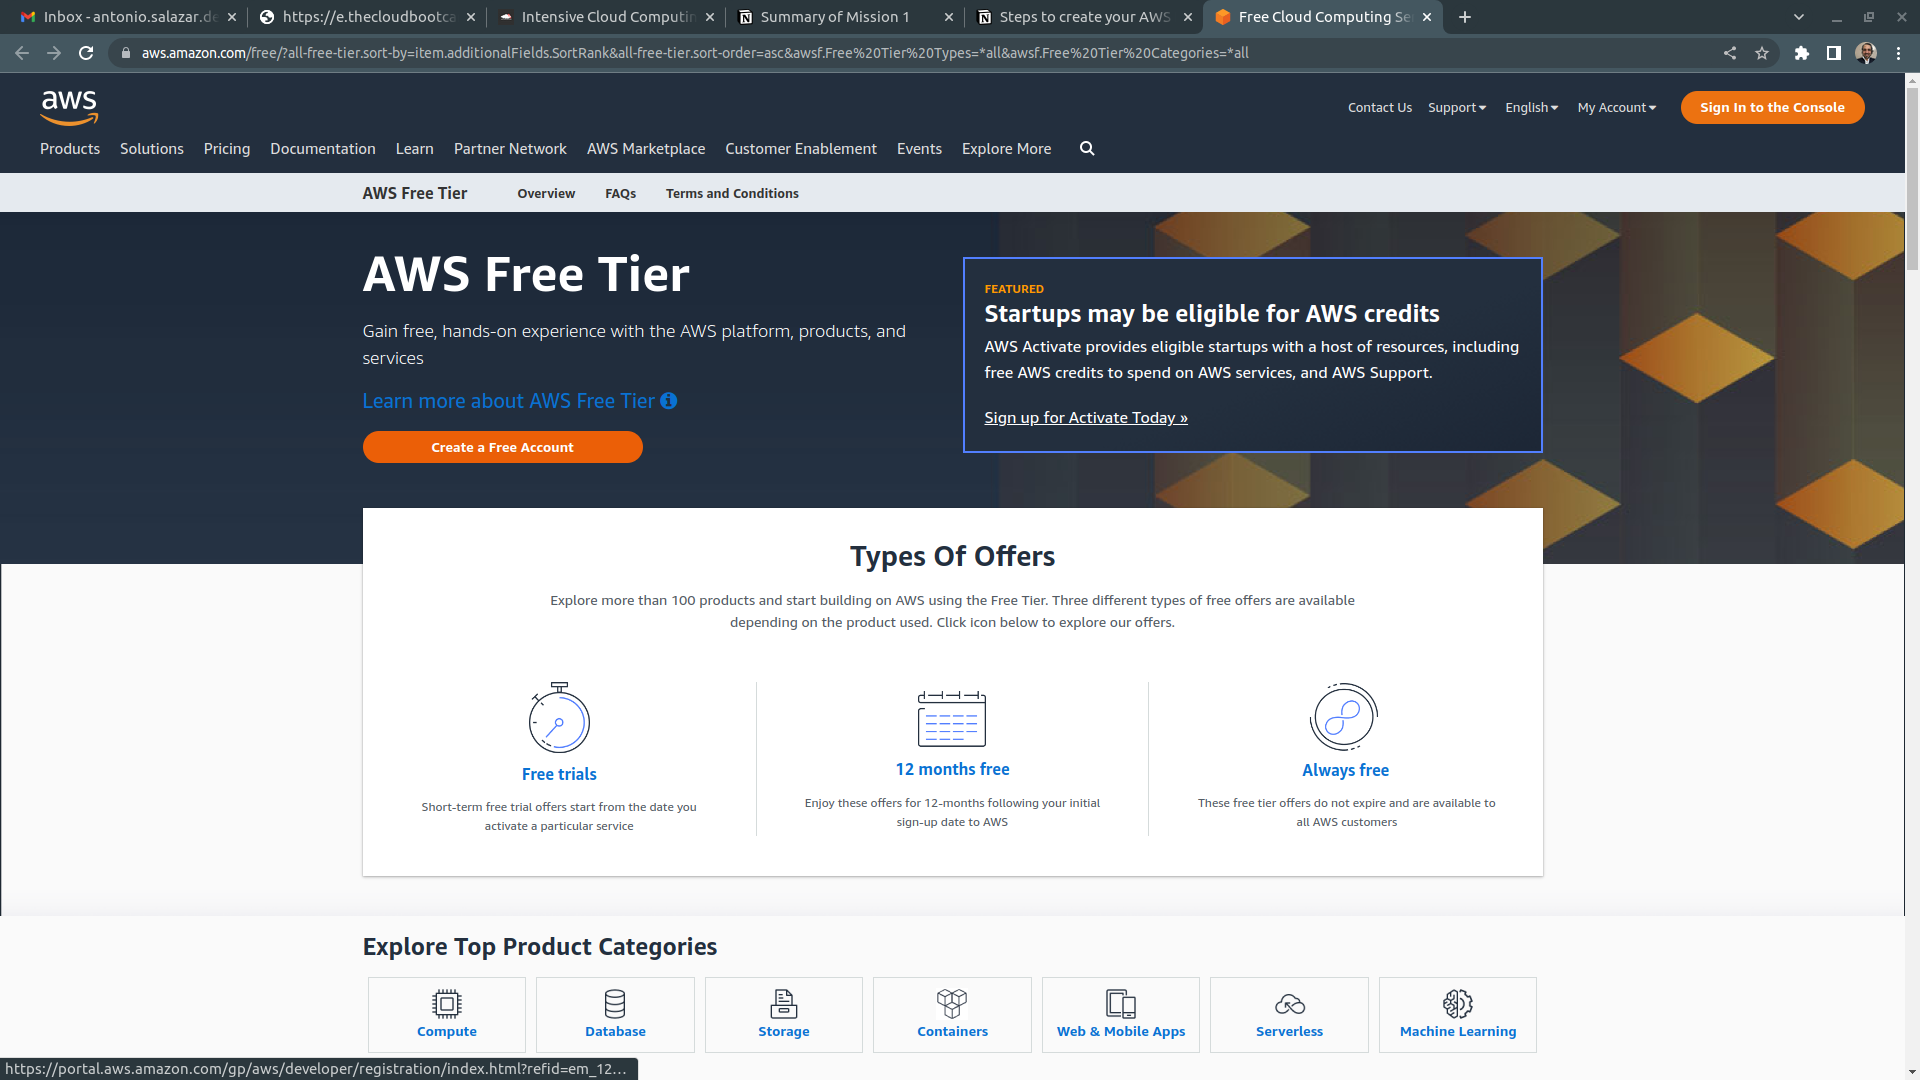 Inbox - antonio.salazar.de
https://e.thecloudbootca
Intensive Cloud Computin
Summary of Mission 1
Steps to create your AWS
Free Cloud Computing Se
aws.amazon.com/free/?all-free-tier.sort-by=item.additionalFields.SortRank&all-free-tier.sort-order=asc&awsf.Free%20Tier%20Types=*all&awsf.Free%20Tier%20Categories=*all
aws
Contact Us Support English My Account Sign In to the Console
Products Solutions Pricing Documentation Learn Partner Network AWS Marketplace Customer Enablement Events Explore More
AWS Free Tier Overview FAQs Terms and Conditions
AWS Free Tier
Gain free, hands-on experience with the AWS platform, products, and
services
Learn more about AWS Free Tier
Create a Free Account
FEATURED
Startups may be eligible for AWS credits
AWS Activate provides eligible startups with a host of resources, including
free AWS credits to spend on AWS services, and AWS Support.
Sign up for Activate Today »
Types Of Offers
Explore more than 100 products and start building on AWS using the Free Tier. Three different types of free offers are available
depending on the product used. Click icon below to explore our offers.
Free trials
Short-term free trial offers start from the date you
activate a particular service
12 months free
Enjoy these offers for 12-months following your initial
sign-up date to AWS
Always free
These free tier offers do not expire and are available to
all AWS customers
Explore Top Product Categories
Compute
Database
Storage
Containers
Web & Mobile Apps
Serverless
Machine Learning
https://portal.aws.amazon.com/gp/aws/developer/registration/index.html?refid=em_12...